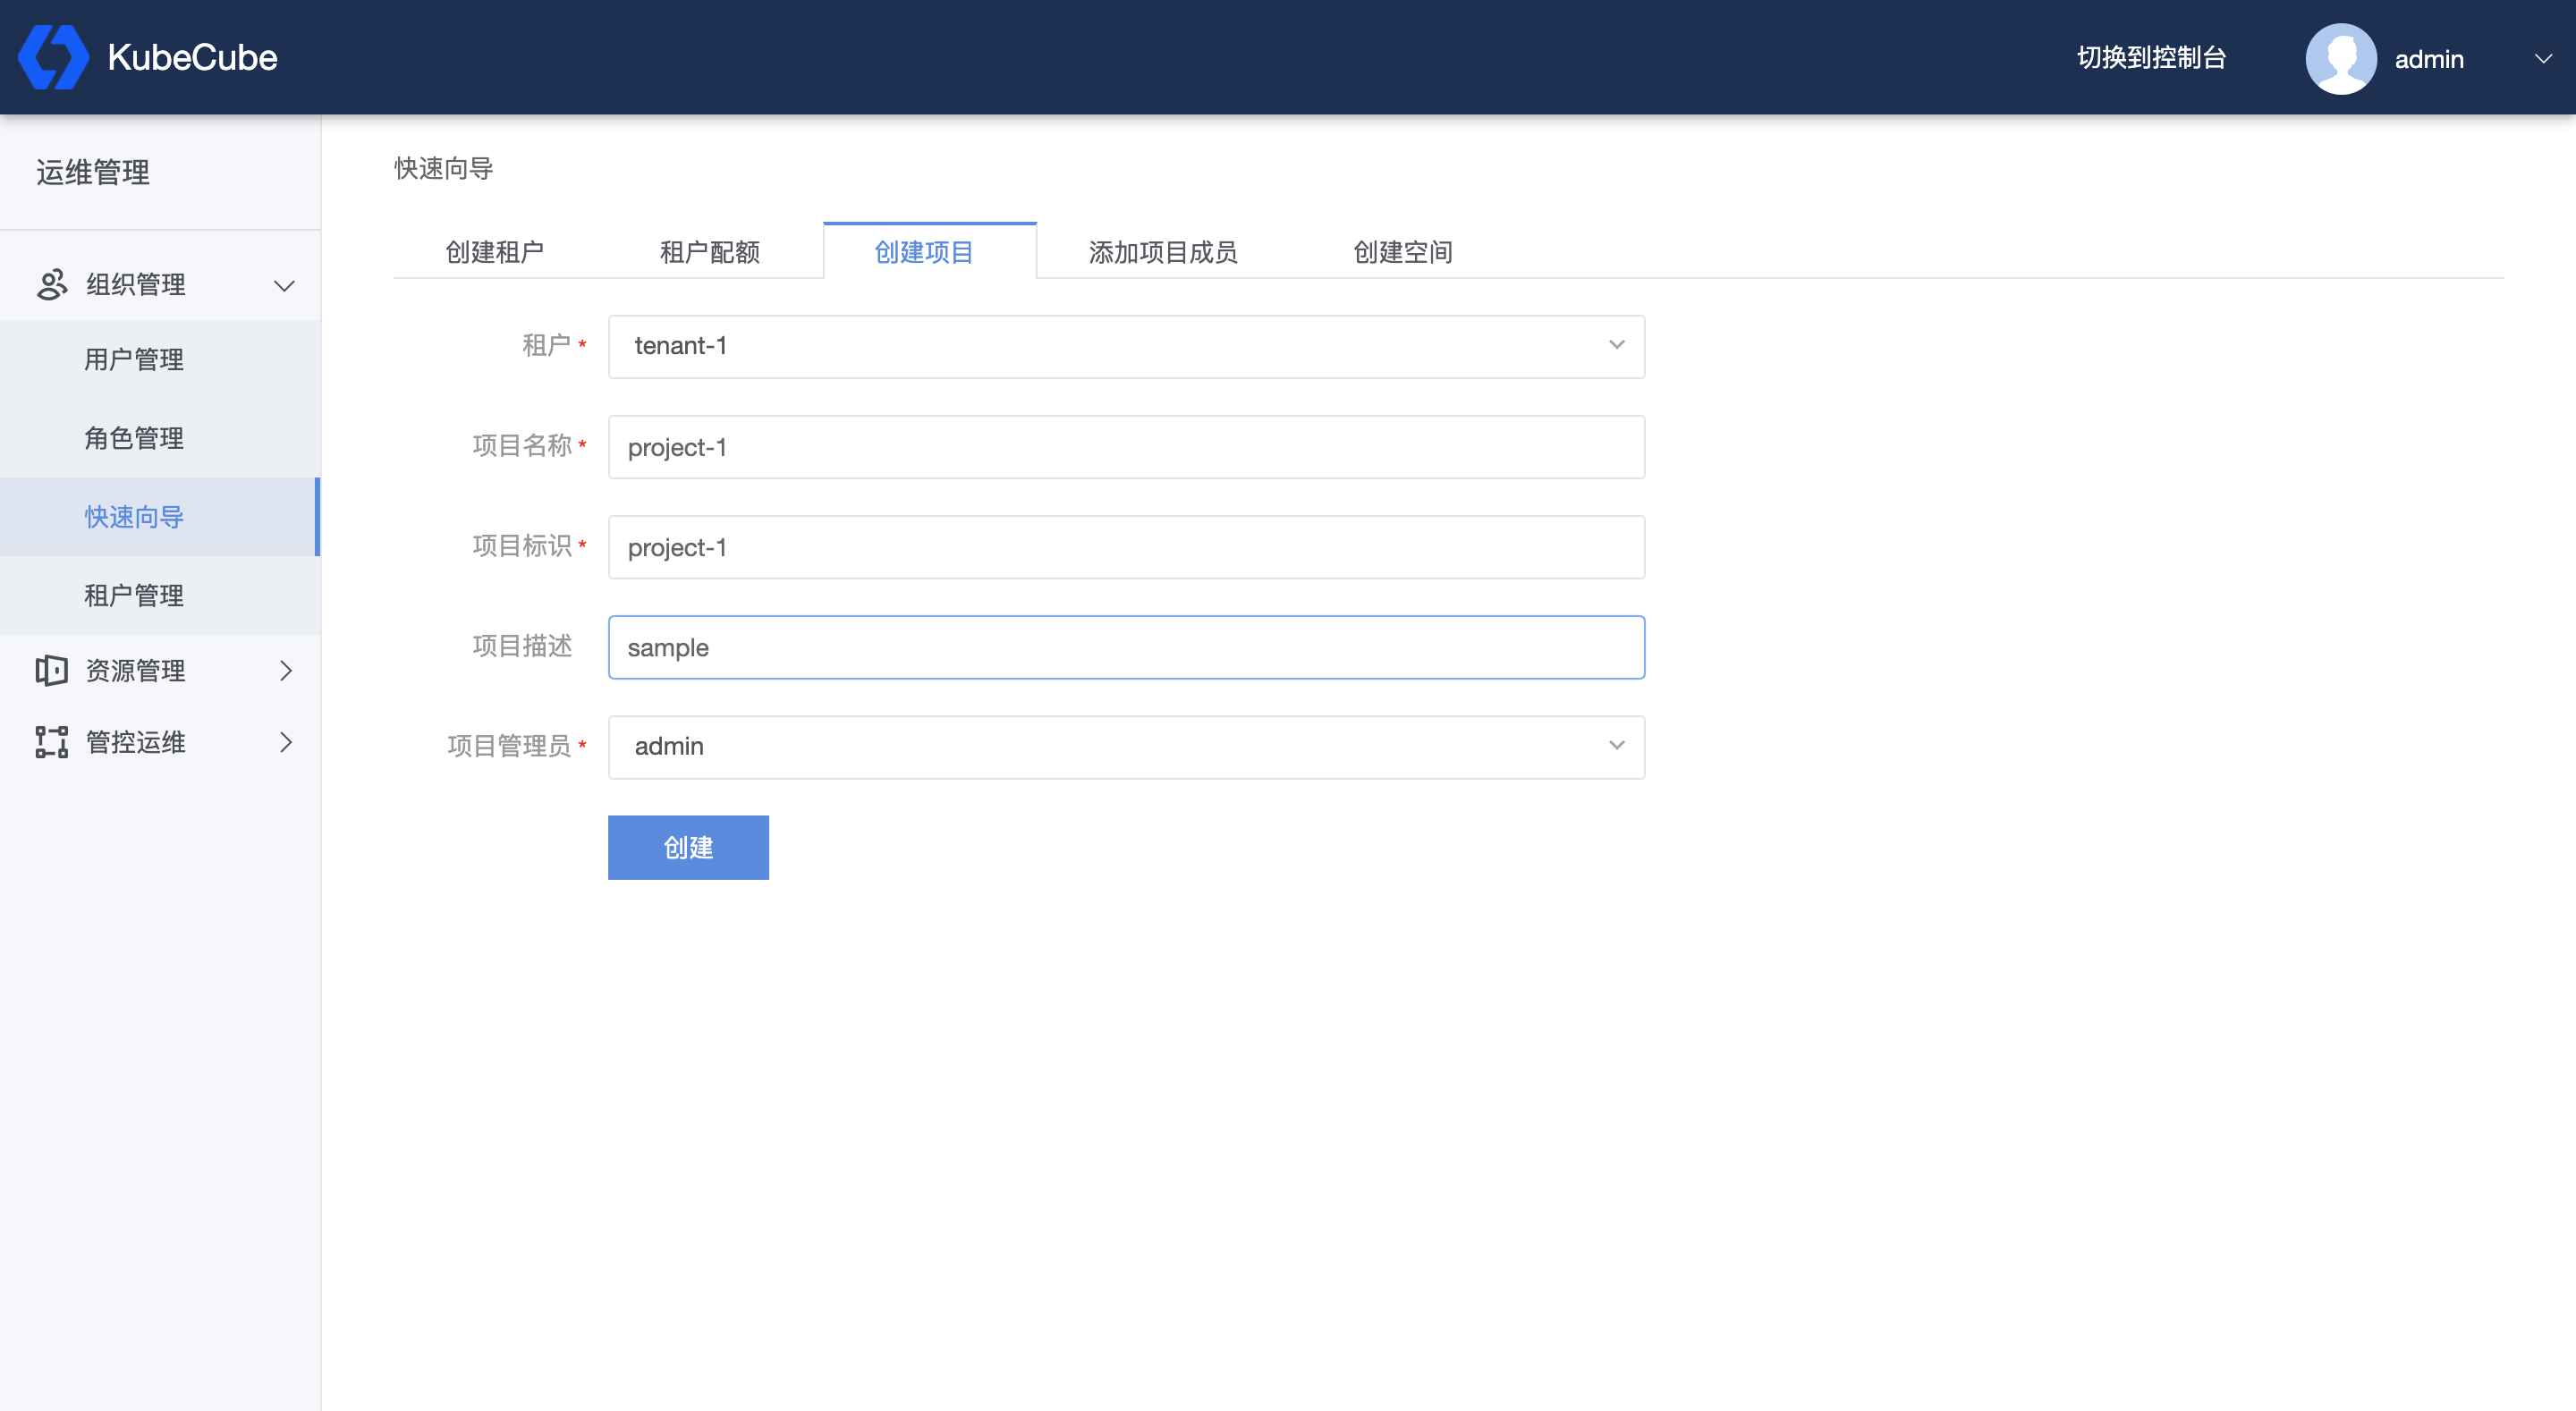 KubeCube
切换到控制台
admin
运维管理
组织管理
用户管理
角色管理
快速向导
租户管理
资源管理
管控运维
快速向导
创建租户
租户配额
创建项目
添加项目成员
创建空间
租户 * tenant-1
项目名称 * project-1
项目标识 * project-1
项目描述 sample
项目管理员 * admin
创建